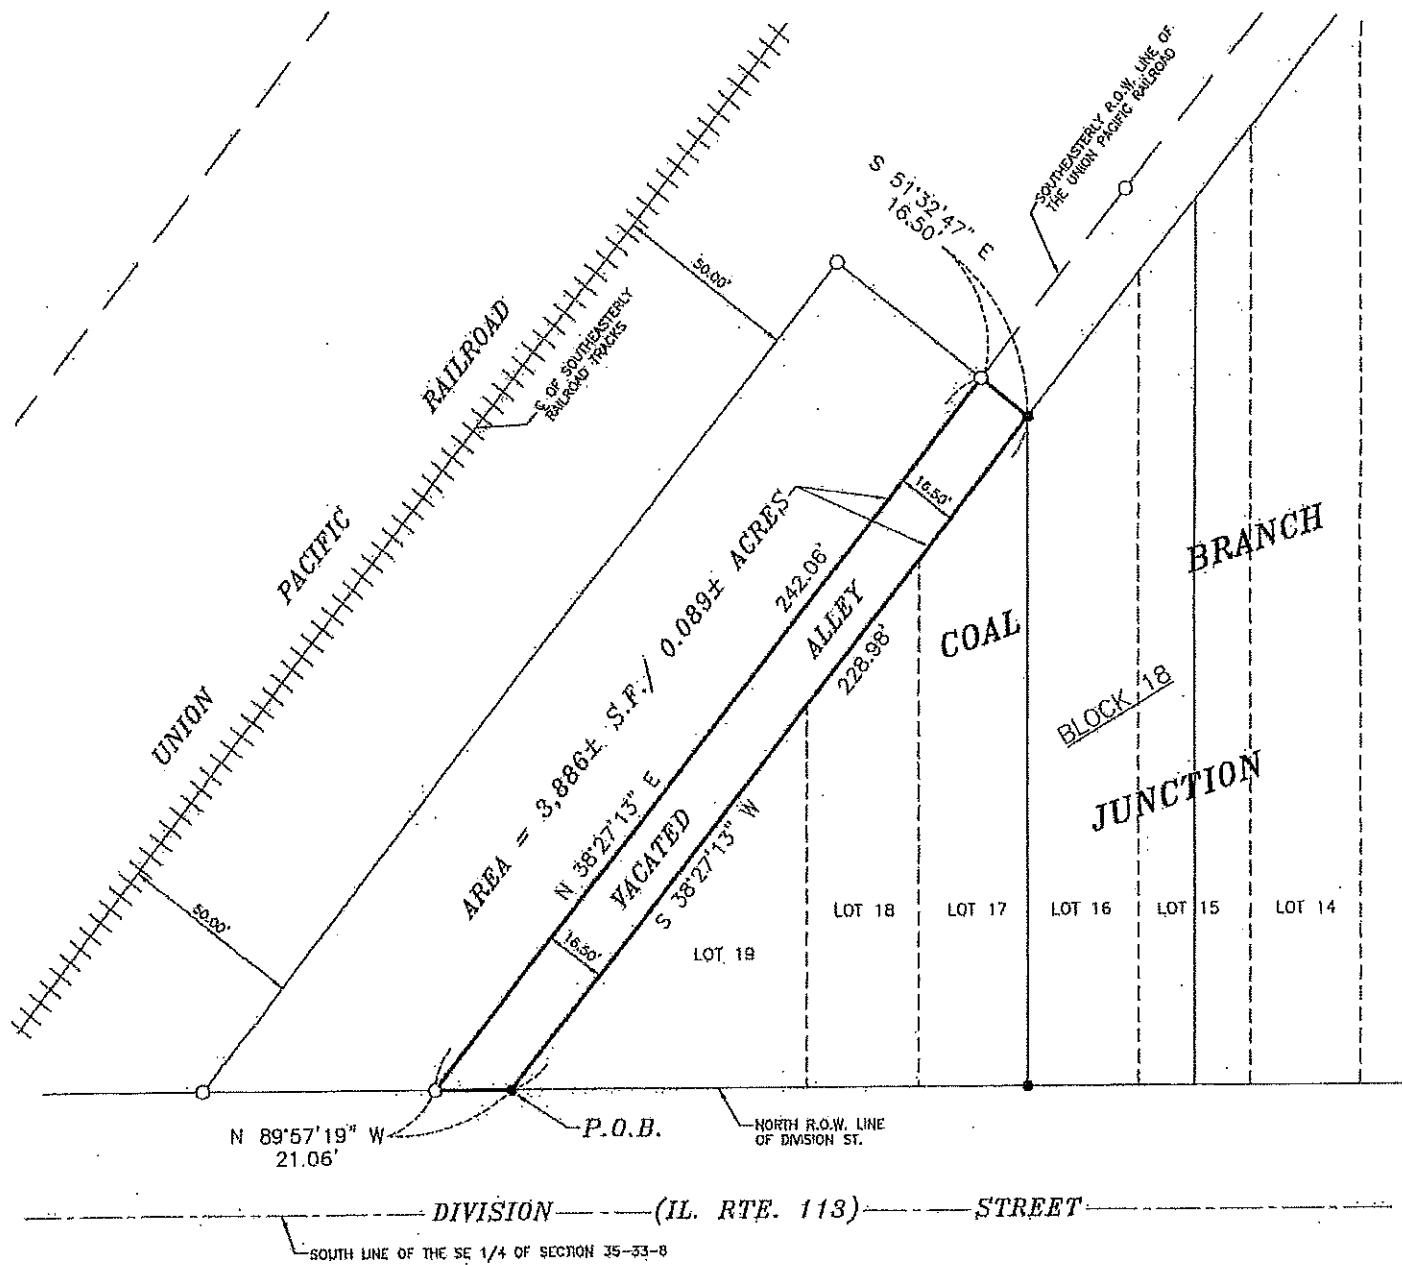 SOUTHEASTERLY R.O.W. LINE OF
THE UNION PACIFIC RAILROAD
S 51°32'47" E
16.50'
50.00'
RAILROAD
℄ OF SOUTHEASTERLY
RAILROAD TRACKS
PACIFIC
UNION
50.00'
AREA = 3,886± S.F./ 0.089± ACRES
16.50'
242.06'
ALLEY
228.98'
N 38°27'13" E
VACATED
S 38°27'13" W
16.50'
COAL
BRANCH
BLOCK 18
JUNCTION
LOT 19
LOT 18
LOT 17
LOT 16
LOT 15
LOT 14
N 89°57'19" W
21.06'
P.O.B.
NORTH R.O.W. LINE
OF DIVISION ST.
DIVISION (IL. RTE. 113) STREET
SOUTH LINE OF THE SE 1/4 OF SECTION 35-33-8